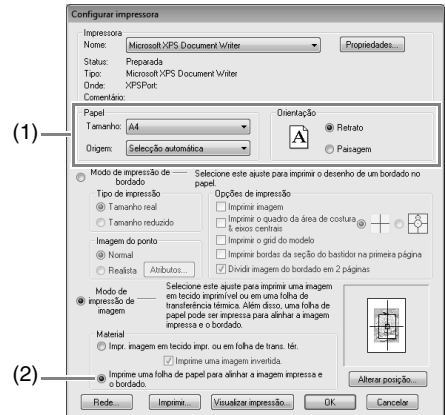 Configurar impressora
Impressora
Nome: Microsoft XPS Document Writer Propriedades...
Status: Preparada
Tipo: Microsoft XPS Document Writer
Onde: XPSPort:
Comentário:
(1)
Papel
Tamanho: A4
Origem: Selecção automática
Orientação
A
Retrato
Paisagem
Modo de impressão de bordado
Selecione este ajuste para imprimir o desenho de um bordado no
papel.
Tipo de impressão
Tamanho real
Tamanho reduzido
Imagem do ponto
Normal
Realista Atributos...
Opções de impressão
Imprimir imagem
Imprimir o quadro da área de costura
& eixos centrais
Imprimir o grid do modelo
Imprimir bordas da seção do bastidor na primeira página
Dividir imagem do bordado em 2 páginas
Modo de
impressão de
imagem
Selecione este ajuste para imprimir uma imagem
em tecido imprimível ou em uma folha de
transferência térmica. Além disso, uma folha de
papel pode ser impressa para alinhar a imagem
impressa e o bordado.
Material
Impr. imagem em tecido impr. ou em folha de trans. tér.
Imprime uma imagem invertida.
(2)
Imprime uma folha de papel para alinhar a imagem impressa e
o bordado.
Alterar posição...
Rede... Imprimir... Visualizar impressão... OK Cancelar